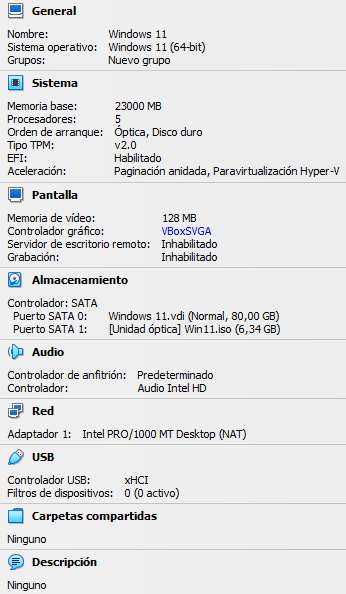 General
Nombre: Windows 11
Sistema operativo: Windows 11 (64-bit)
Grupos: Nuevo grupo
Sistema
Memoria base: 23000 MB
Procesadores: 5
Orden de arranque: Óptica, Disco duro
Tipo TPM: v2.0
EFI: Habilitado
Aceleración: Paginación anidada, Paravirtualización Hyper-V
Pantalla
Memoria de vídeo: 128 MB
Controlador gráfico: VBoxSVGA
Servidor de escritorio remoto: Inhabilitado
Grabación: Inhabilitado
Almacenamiento
Controlador: SATA
Puerto SATA 0: Windows 11.vdi (Normal, 80,00 GB)
Puerto SATA 1: [Unidad óptica] Win11.iso (6,34 GB)
Audio
Controlador de anfitrión: Predeterminado
Controlador: Audio Intel HD
Red
Adaptador 1: Intel PRO/1000 MT Desktop (NAT)
USB
Controlador USB: xHCI
Filtros de dispositivos: 0 (0 activo)
Carpetas compartidas
Ninguno
Descripción
Ninguno